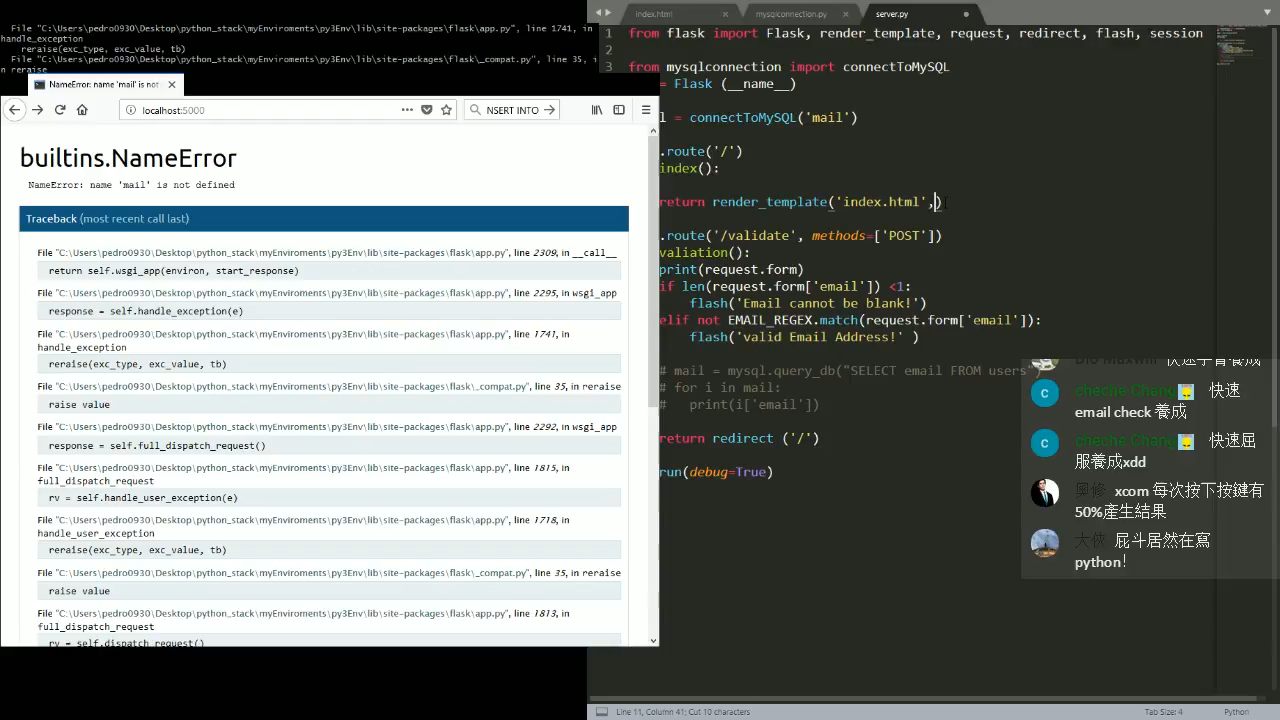 File "C:\Users\pedro0930\Desktop\python_stack\myEnviroments\py3Env\lib\site-packages\flask\app.py", line 1741, in
handle_exception
reraise(exc_type, exc_value, tb)
File "C:\Users\pedro0930\Desktop\python_stack\myEnviroments\py3Env\lib\site-packages\flask\_compat.py", line 35, in
n reraise
NameError: name 'mail' is not
localhost:5000
NSERT INTO
builtins.NameError
NameError: name 'mail' is not defined
Traceback (most recent call last)
File "C:\Users\pedro0930\Desktop\python_stack\myEnviroments\py3Env\lib\site-packages\flask\app.py", line 2309, in __call__
return self.wsgi_app(environ, start_response)
File "C:\Users\pedro0930\Desktop\python_stack\myEnviroments\py3Env\lib\site-packages\flask\app.py", line 2295, in wsgi_app
response = self.handle_exception(e)
File "C:\Users\pedro0930\Desktop\python_stack\myEnviroments\py3Env\lib\site-packages\flask\app.py", line 1741, in
handle_exception
reraise(exc_type, exc_value, tb)
File "C:\Users\pedro0930\Desktop\python_stack\myEnviroments\py3Env\lib\site-packages\flask\_compat.py", line 35, in reraise
raise value
File "C:\Users\pedro0930\Desktop\python_stack\myEnviroments\py3Env\lib\site-packages\flask\app.py", line 2292, in wsgi_app
response = self.full_dispatch_request()
File "C:\Users\pedro0930\Desktop\python_stack\myEnviroments\py3Env\lib\site-packages\flask\app.py", line 1815, in
full_dispatch_request
rv = self.handle_user_exception(e)
File "C:\Users\pedro0930\Desktop\python_stack\myEnviroments\py3Env\lib\site-packages\flask\app.py", line 1718, in
handle_user_exception
reraise(exc_type, exc_value, tb)
File "C:\Users\pedro0930\Desktop\python_stack\myEnviroments\py3Env\lib\site-packages\flask\_compat.py", line 35, in reraise
raise value
File "C:\Users\pedro0930\Desktop\python_stack\myEnviroments\py3Env\lib\site-packages\flask\app.py", line 1813, in
full_dispatch_request
rv = self.dispatch_request()
index.html
mysqlconnection.py
server.py
1 from flask import Flask, render_template, request, redirect, flash, session
2
3 from mysqlconnection import connectToMySQL
= Flask (__name__)
l = connectToMySQL('mail')
.route('/')
index():
return render_template('index.html',)
.route('/validate', methods=['POST'])
valiation():
print(request.form)
if len(request.form['email']) <1:
flash('Email cannot be blank!')
elif not EMAIL_REGEX.match(request.form['email']):
flash('valid Email Address!' )
# mail = mysql.query_db("SELECT email FROM users")
# for i in mail:
# print(i['email'])
return redirect ('/')
run(debug=True)
cheche Chang 快速
email check 養成
cheche Chang 快速屈
服養成xdd
奧修 xcom 每次按下按鍵有
50%產生結果
大俠 屁斗居然在寫
python!
Line 11, Column 41; Cut 10 characters
Tab Size: 4
Python